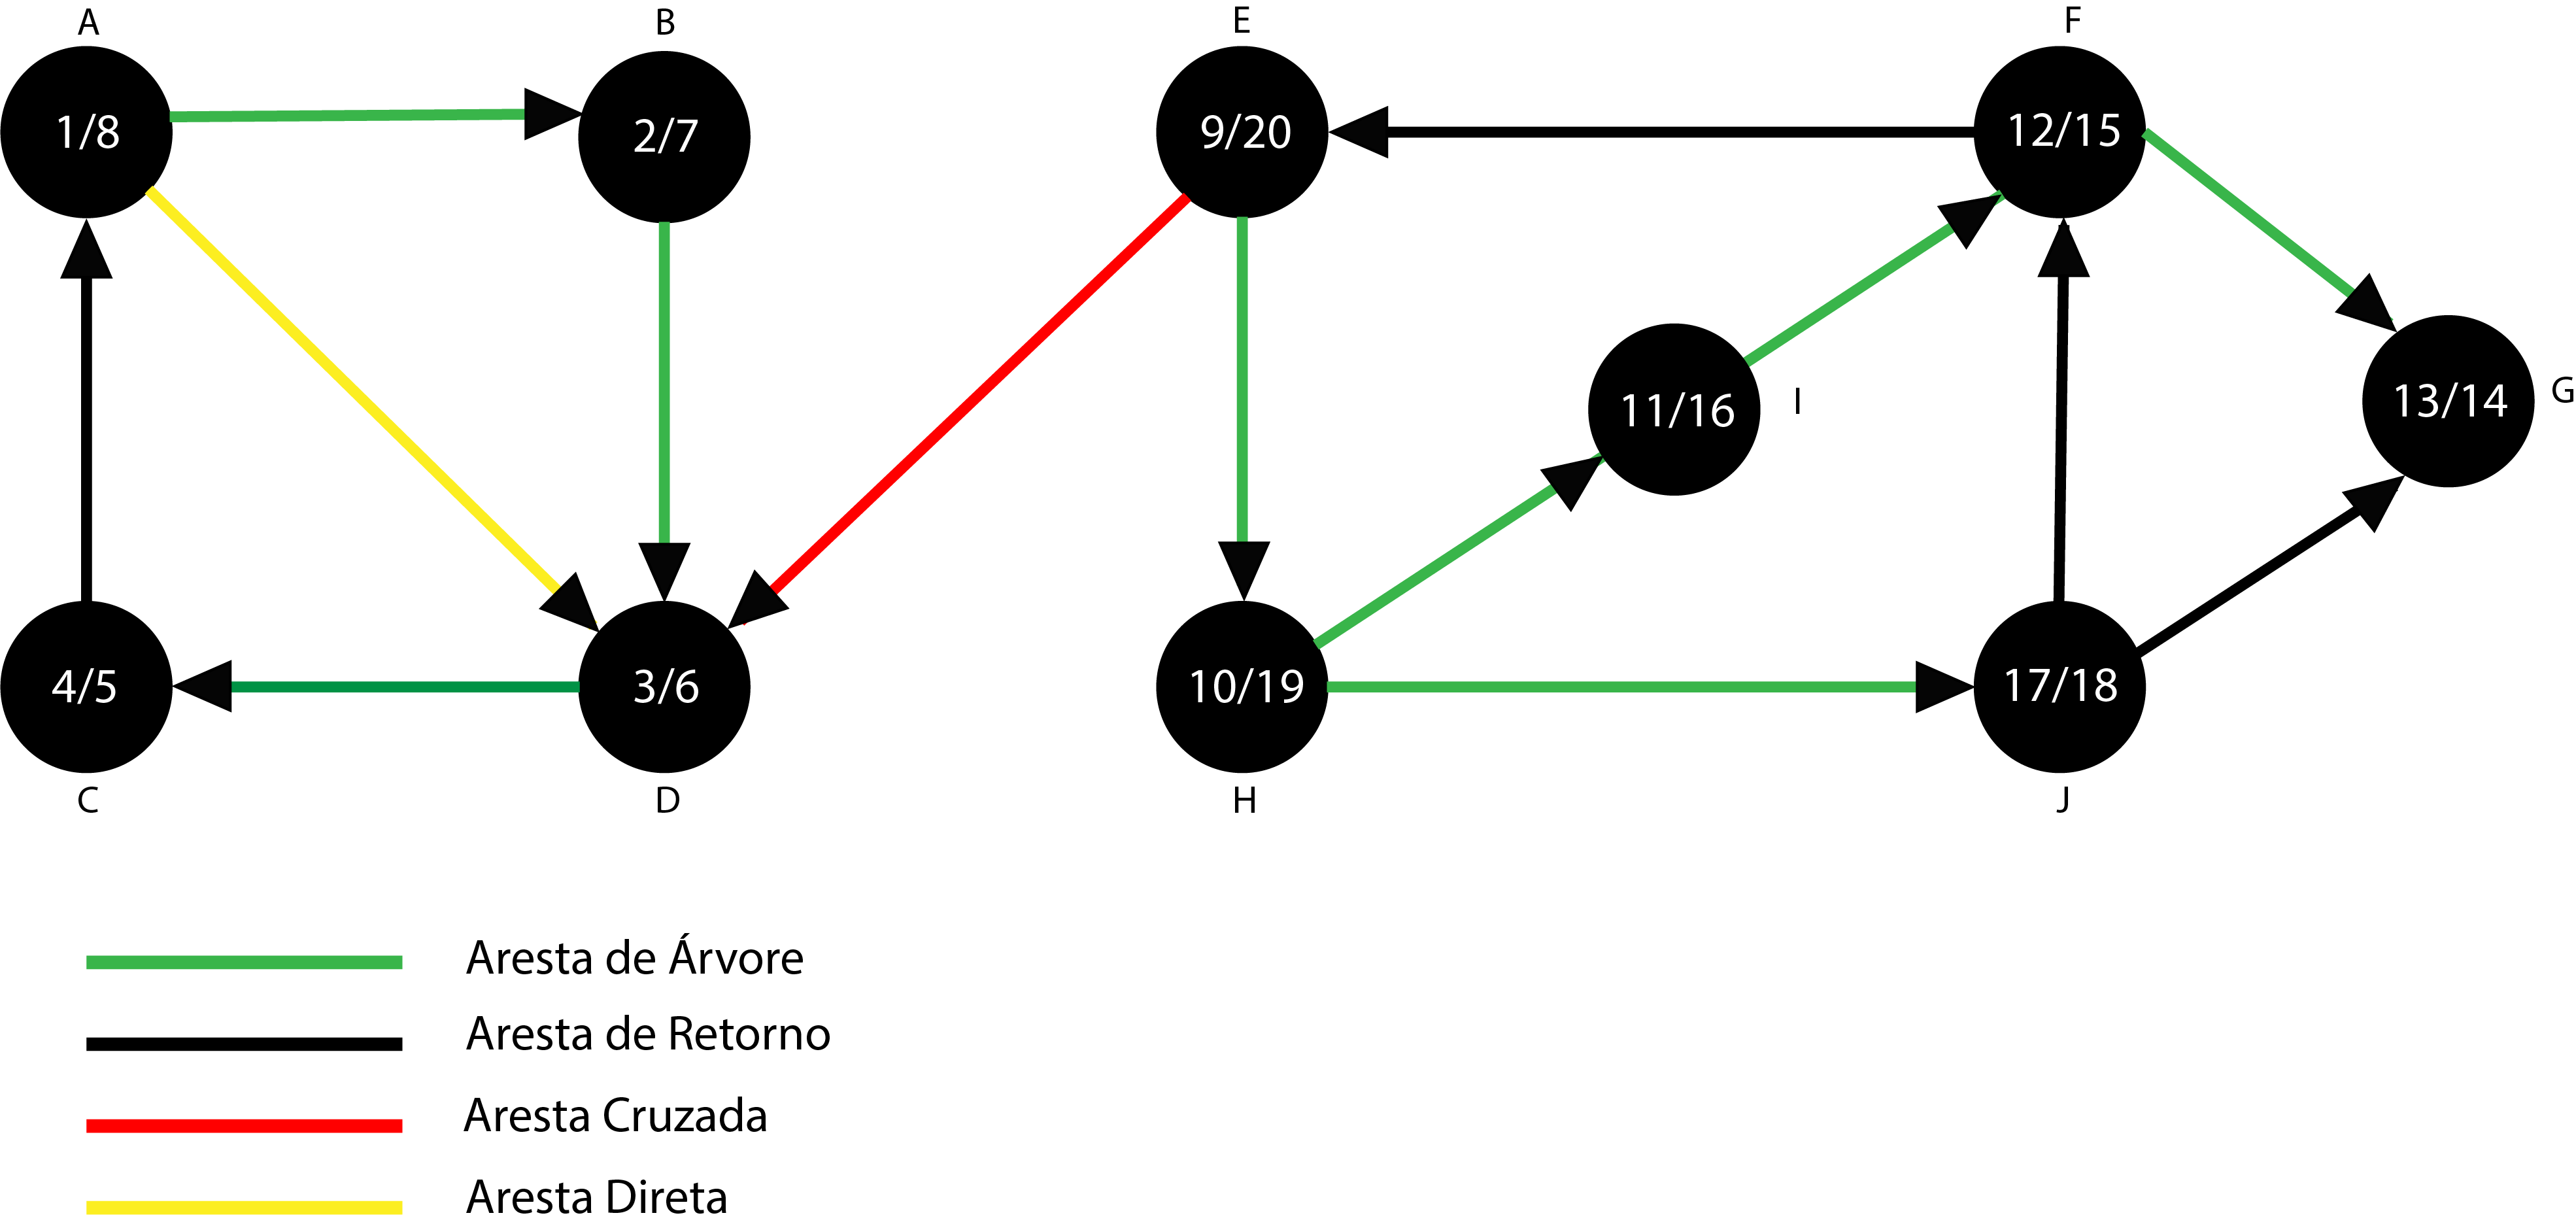 A
B
E
F
1/8
2/7
9/20
12/15
11/16
I
13/14
G
4/5
3/6
10/19
17/18
C
D
H
J
Aresta de Árvore
Aresta de Retorno
Aresta Cruzada
Aresta Direta